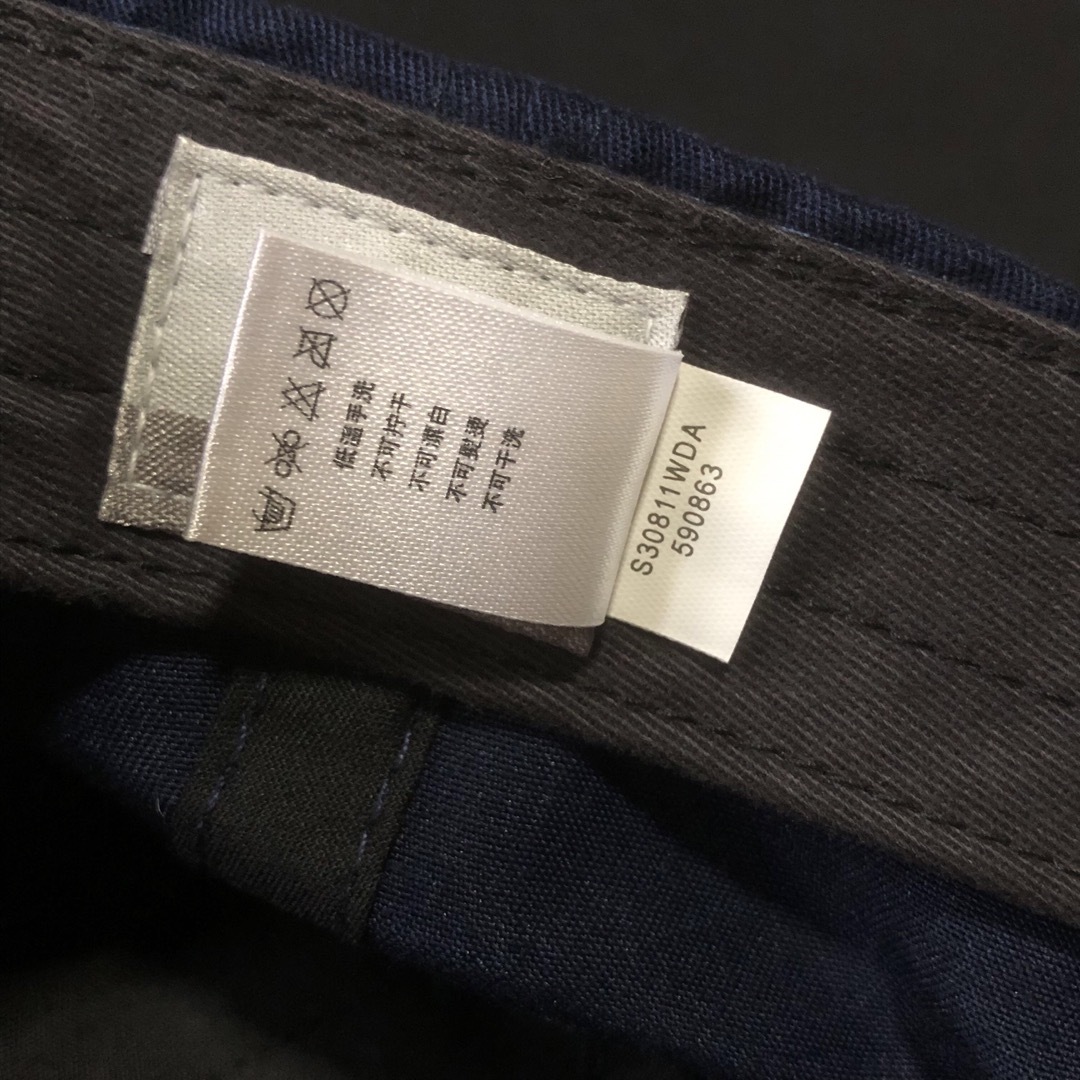 低温手洗
不可拧干
不可漂白
不可熨烫
不可干洗
S30811WDA
590863